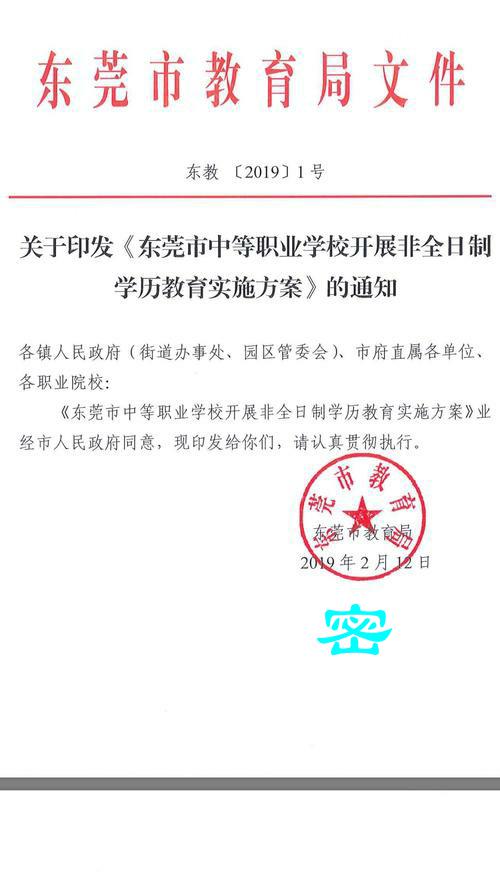 东莞市教育局文件
东教〔2019〕1号
关于印发《东莞市中等职业学校开展非全日制
学历教育实施方案》的通知
各镇人民政府（街道办事处、园区管委会）、市府直属各单位、
各职业院校：
《东莞市中等职业学校开展非全日制学历教育实施方案》业
经市人民政府同意，现印发给你们，请认真贯彻执行。
东莞市教育局
东莞市教育局
2019年2月12日
密